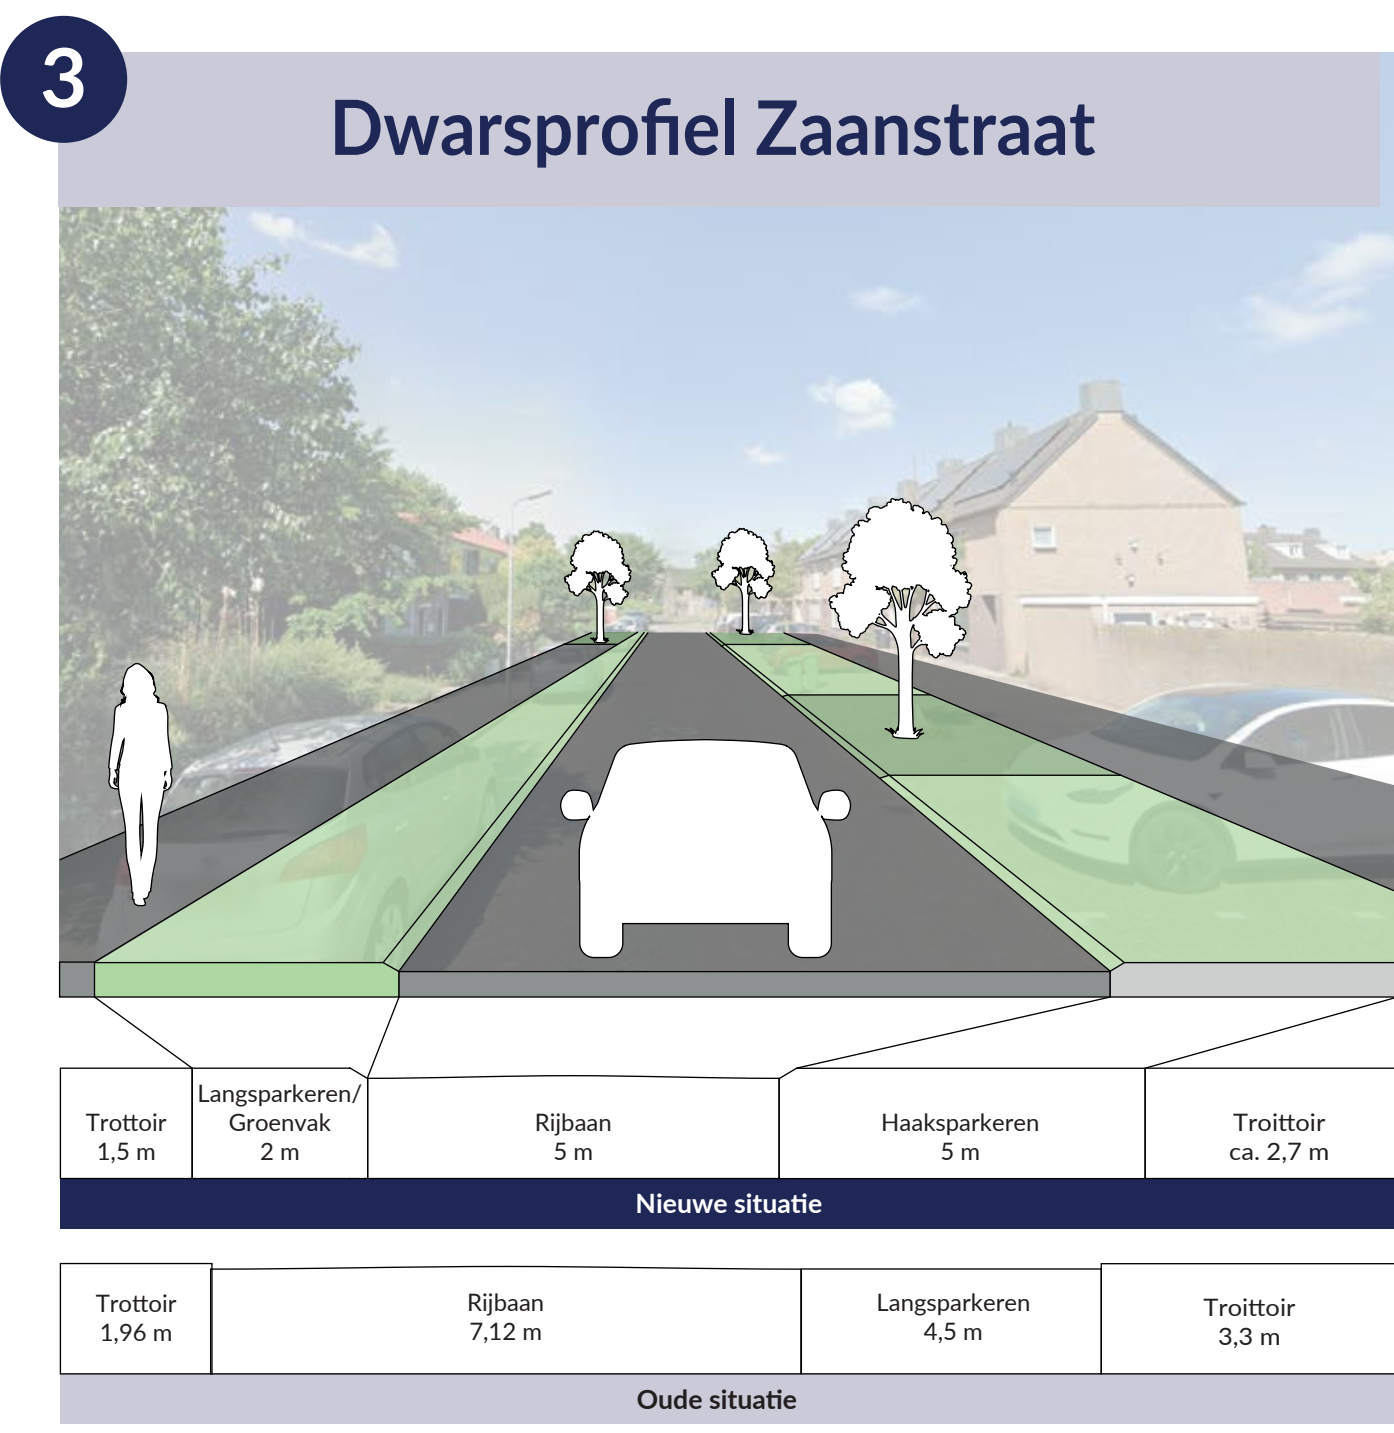 3
Dwarsprofiel Zaanstraat
Trottoir
1,5 m
Langsparkeren/
Groenvak
2 m
Rijbaan
5 m
Haaksparkeren
5 m
Troittoir
ca. 2,7 m
Nieuwe situatie
Trottoir
1,96 m
Rijbaan
7,12 m
Langsparkeren
4,5 m
Troittoir
3,3 m
Oude situatie